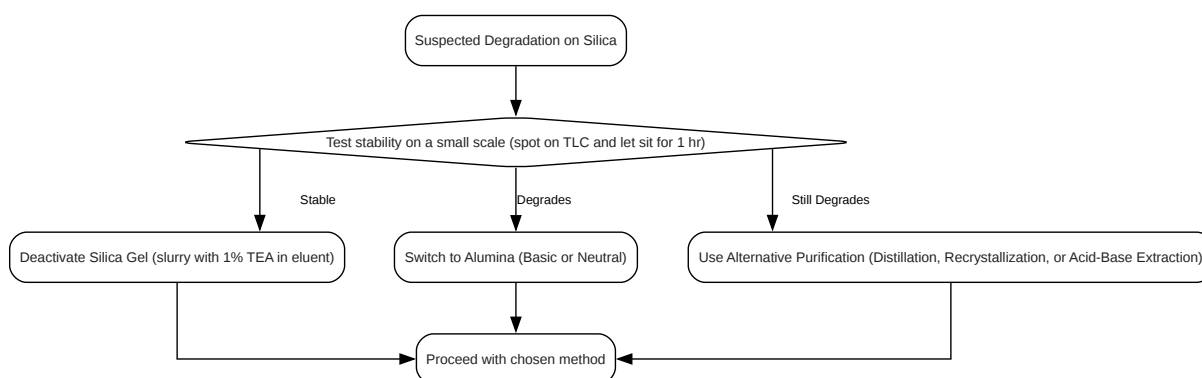 Suspected Degradation on Silica
Test stability on a small scale (spot on TLC and let sit for 1 hr)
Stable
Degrades
Still Degrades
Deactivate Silica Gel (slurry with 1% TEA in eluent)
Switch to Alumina (Basic or Neutral)
Use Alternative Purification (Distillation, Recrystallization, or Acid-Base Extraction)
Proceed with chosen method